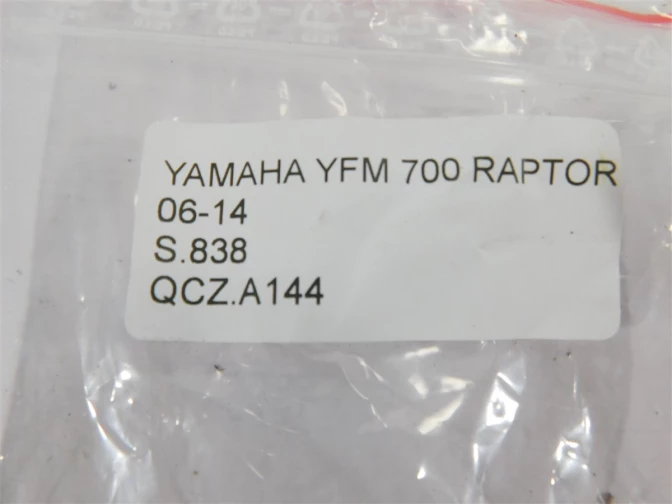 YAMAHA YFM 700 RAPTOR
06-14
S.838
QCZ.A144